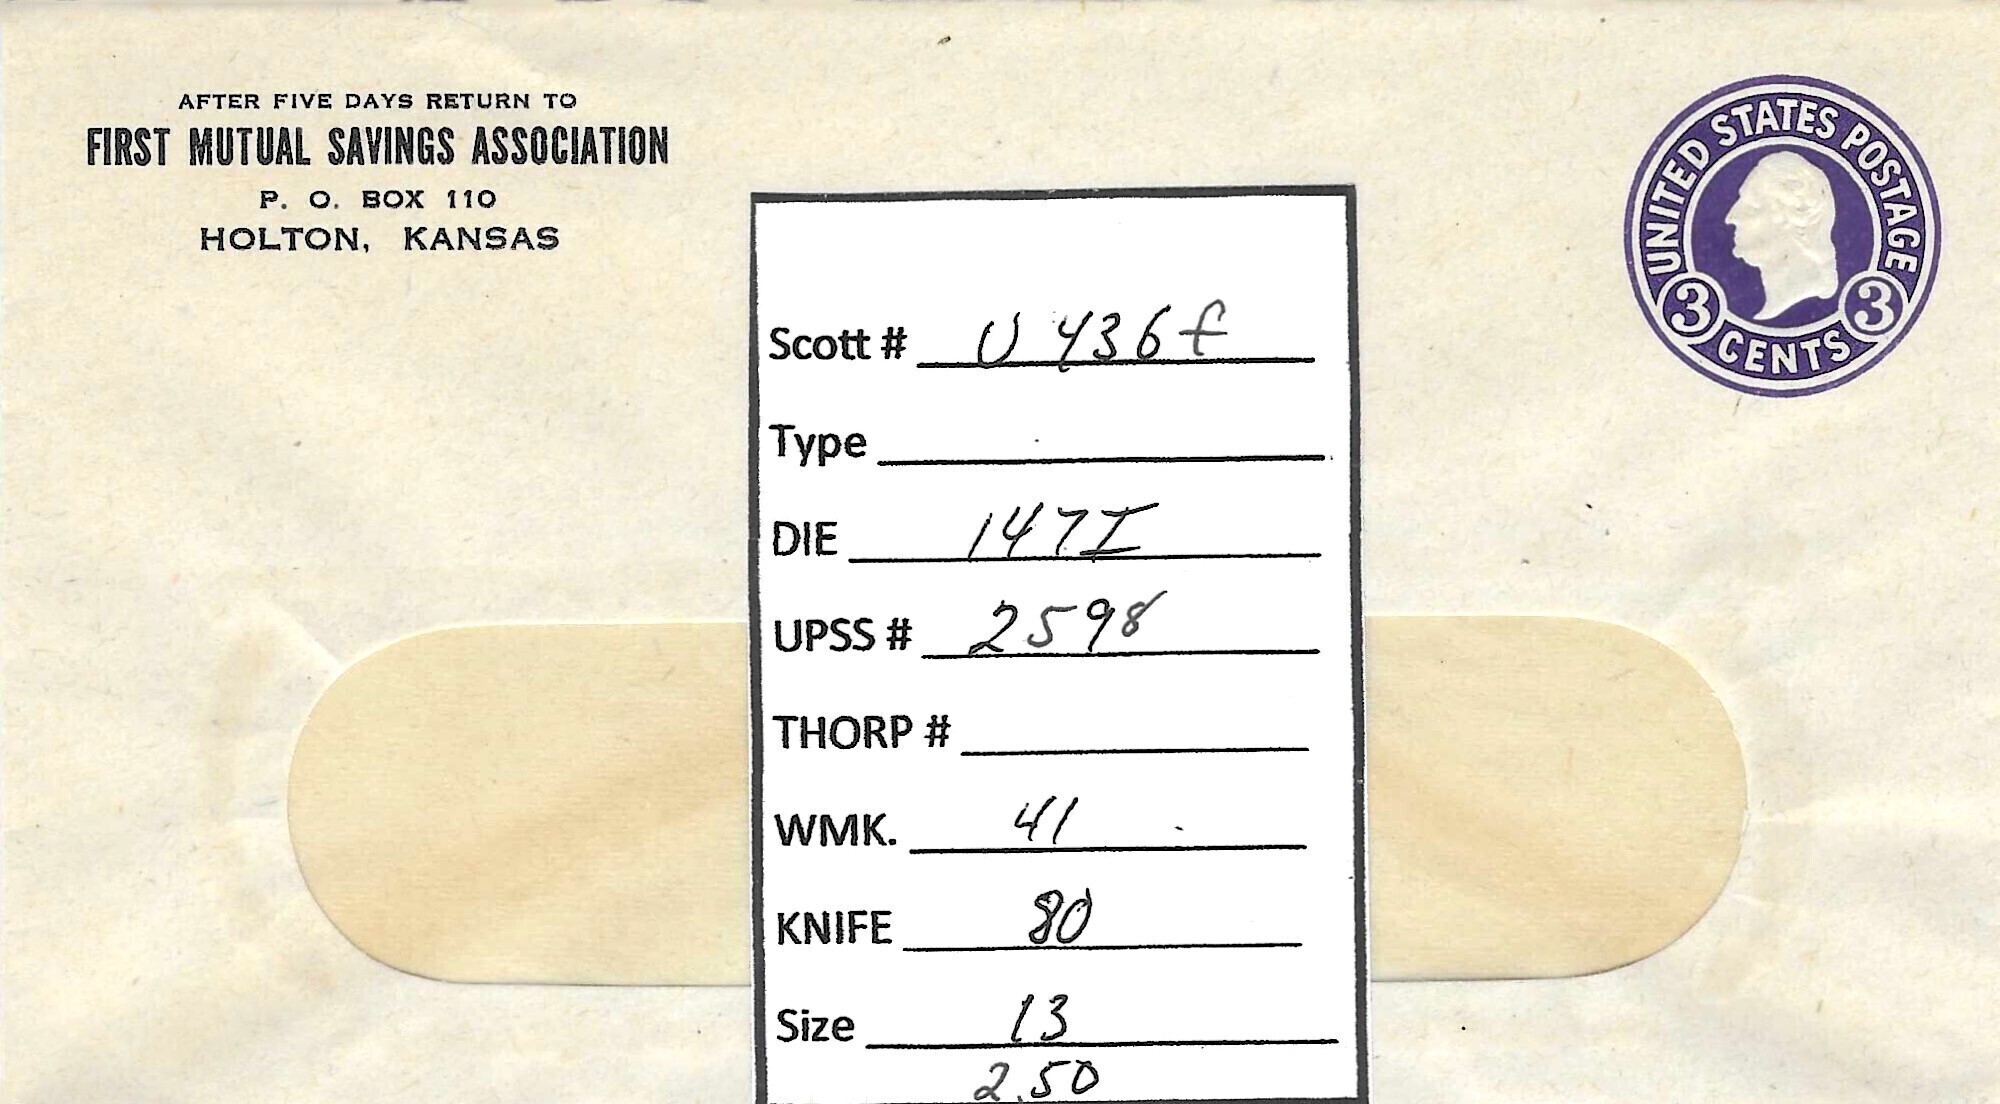 AFTER FIVE DAYS RETURN TO
FIRST MUTUAL SAVINGS ASSOCIATION
P. O. BOX 110
HOLTON, KANSAS
UNITED STATES POSTAGE
3 3
CENTS
Scott # U436f
Type
DIE 147I
UPSS # 2598
THORP #
WMK. 41
KNIFE 80
Size 13
2.50